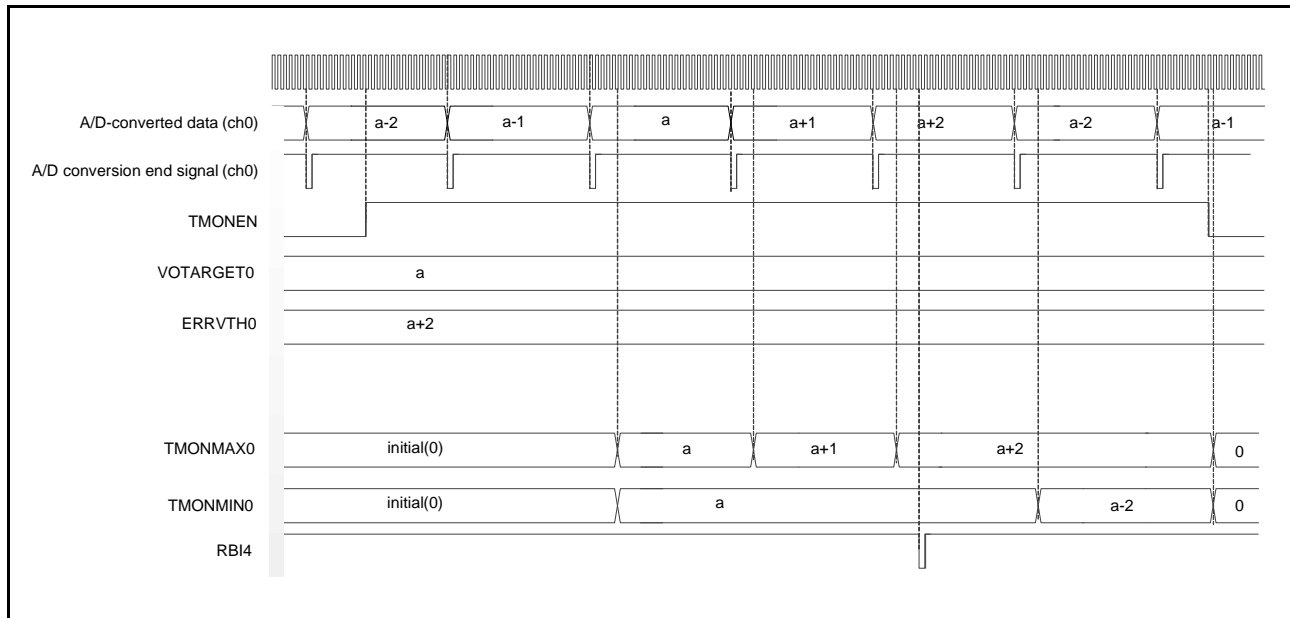 A/D-converted data (ch0) a-2 a-1 a a+1 a+2 a-2 a-1
A/D conversion end signal (ch0)
TMONEN
VOTARGET0 a
ERRVTH0 a+2
TMONMAX0 initial(0) a a+1 a+2 0
TMONMIN0 initial(0) a a-2 0
RBI4